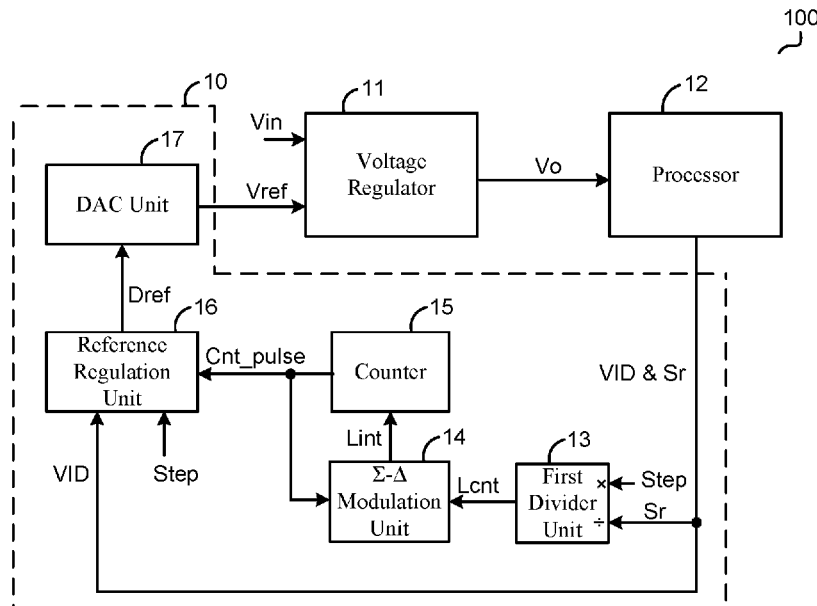 100
10
11
12
17
Vin
Voltage
Regulator
Vo
Processor
DAC Unit
Vref
Dref
16
15
Reference
Regulation
Unit
Cnt_pulse
Counter
VID & Sr
Lint
14
13
VID
Step
Σ-Δ
Modulation
Unit
Lcnt
First
Divider
Unit
×
÷
Step
Sr